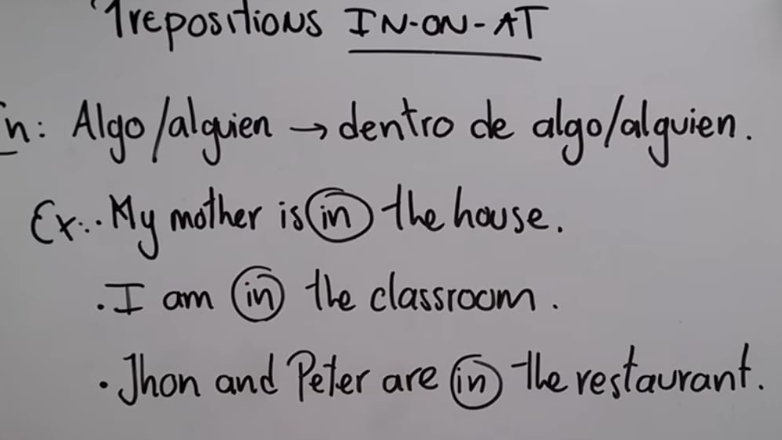 Prepositions IN-ON-AT
In: Algo/alguien → dentro de algo/alguien.
Ex:. My mother is in the house.
. I am in the classroom.
. Jhon and Peter are in the restaurant.